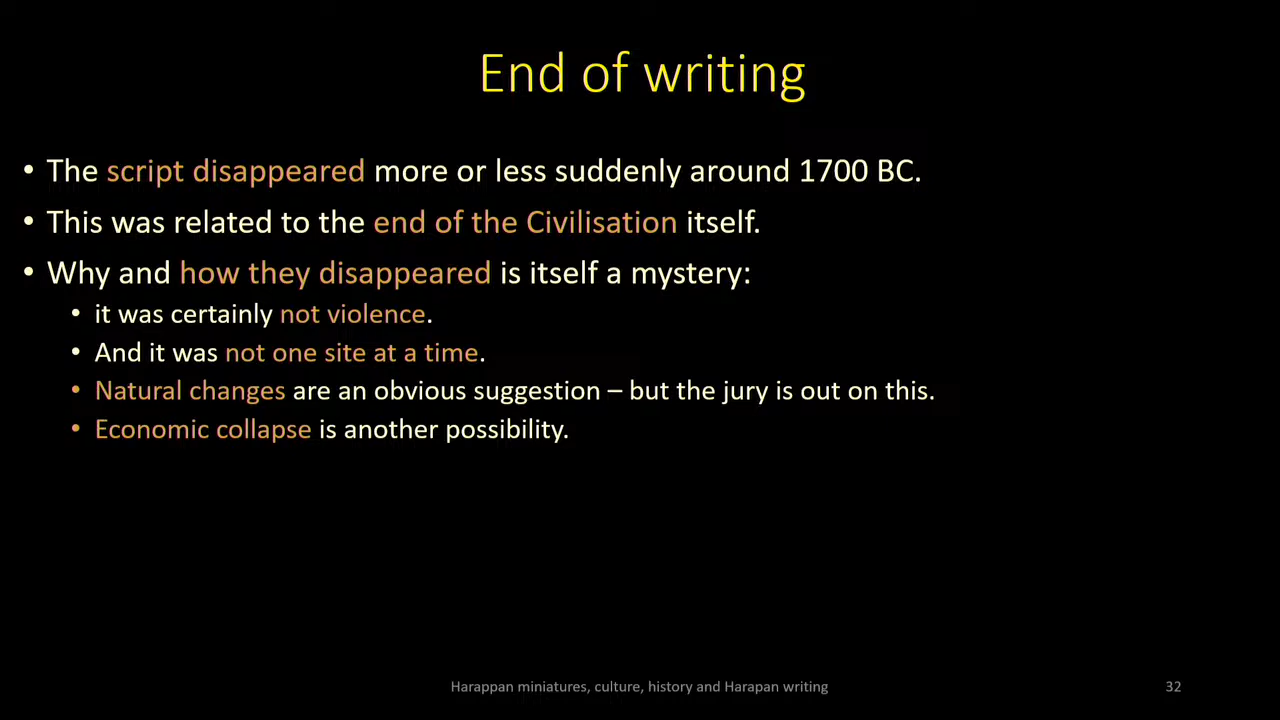 End of writing
• The script disappeared more or less suddenly around 1700 BC.
• This was related to the end of the Civilisation itself.
• Why and how they disappeared is itself a mystery:
• it was certainly not violence.
• And it was not one site at a time.
• Natural changes are an obvious suggestion – but the jury is out on this.
• Economic collapse is another possibility.
Harappan miniatures, culture, history and Harapan writing
32